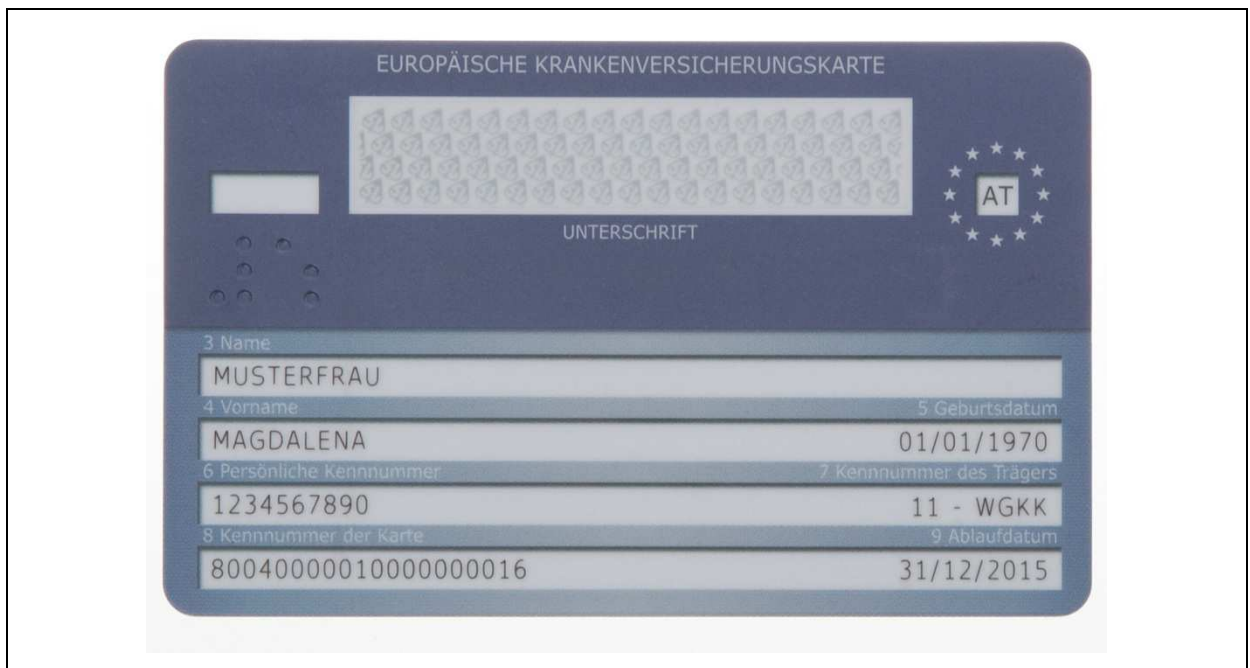 EUROPÄISCHE KRANKENVERSICHERUNGSKARTE
AT
UNTERSCHRIFT
3 Name
MUSTERFRAU
4 Vorname 5 Geburtsdatum
MAGDALENA 01/01/1970
6 Persönliche Kennnummer 7 Kennnummer des Trägers
1234567890 11 - WGKK
8 Kennnummer der Karte 9 Ablaufdatum
80040000010000000016 31/12/2015